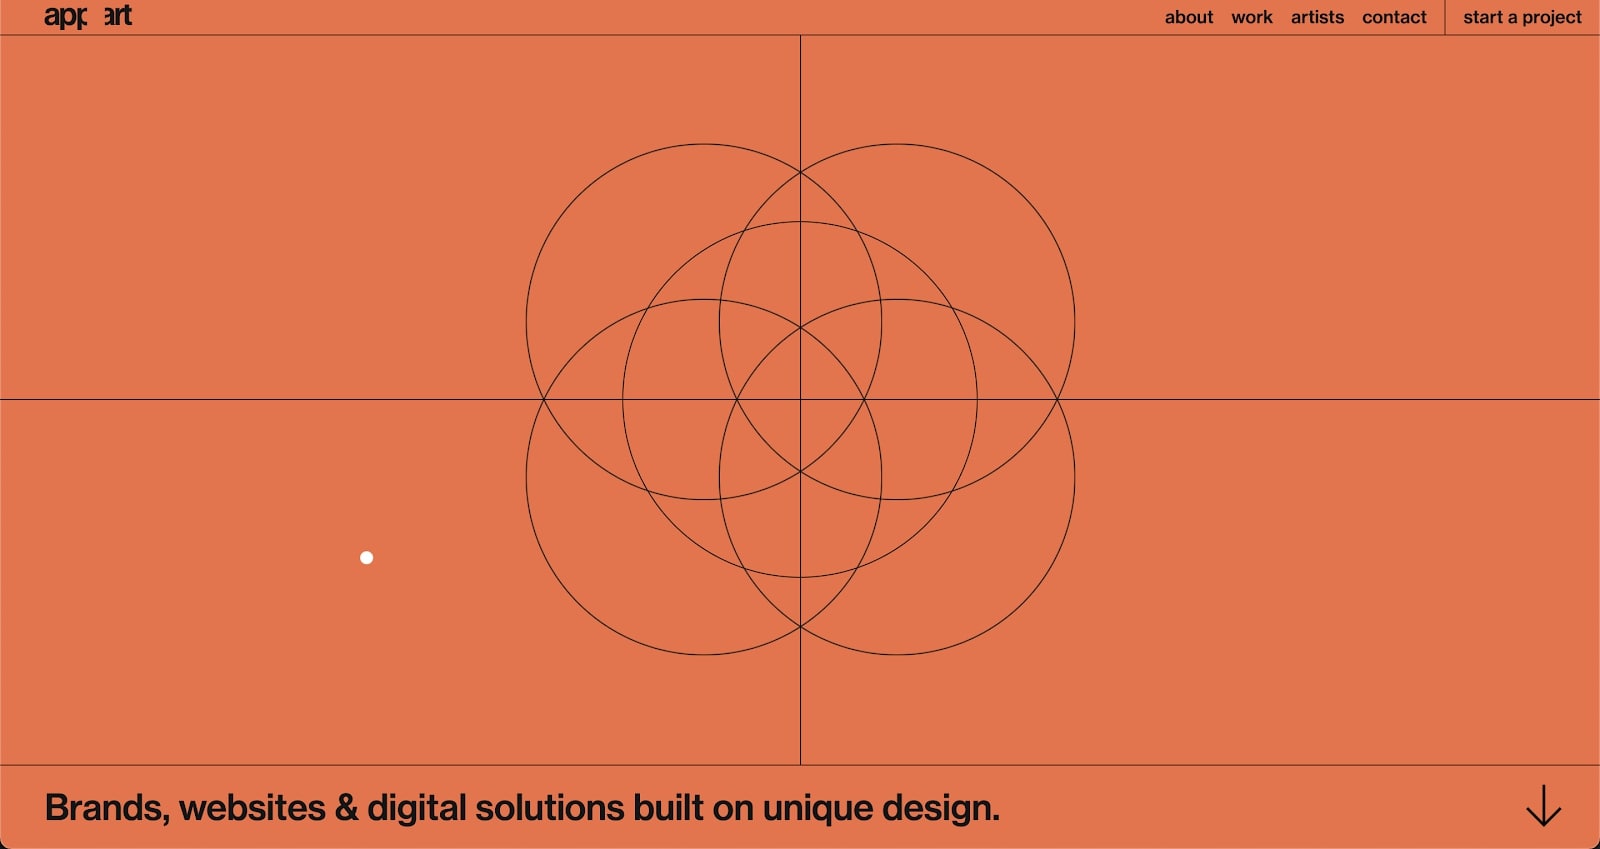 app art
about work artists contact start a project
Brands, websites & digital solutions built on unique design.